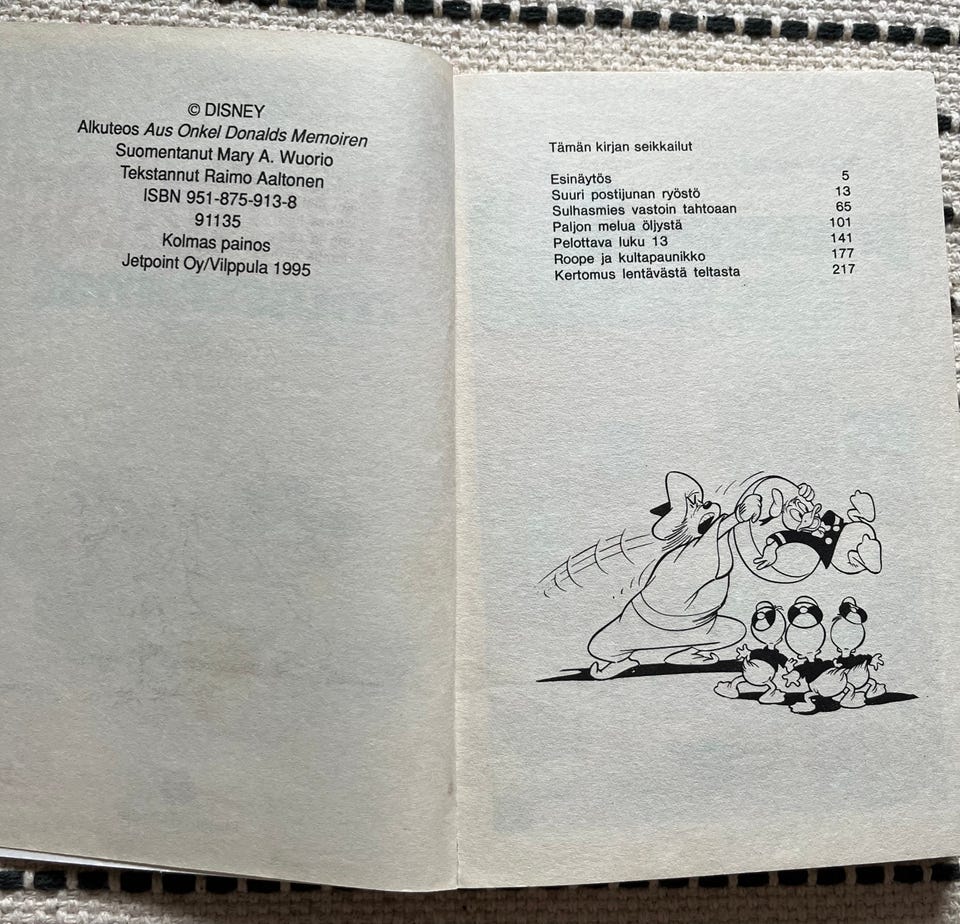 © DISNEY
Alkuteos Aus Onkel Donalds Memoiren
Suomentanut Mary A. Wuorio
Tekstannut Raimo Aaltonen
ISBN 951-875-913-8
91135
Kolmas painos
Jetpoint Oy/Vilppula 1995
Tämän kirjan seikkailut
Esinäytös 5
Suuri postijunan ryöstö 13
Sulhasmies vastoin tahtoaan 65
Paljon melua öljystä 101
Pelottava luku 13 141
Roope ja kultapaunikko 177
Kertomus lentävästä teltasta 217